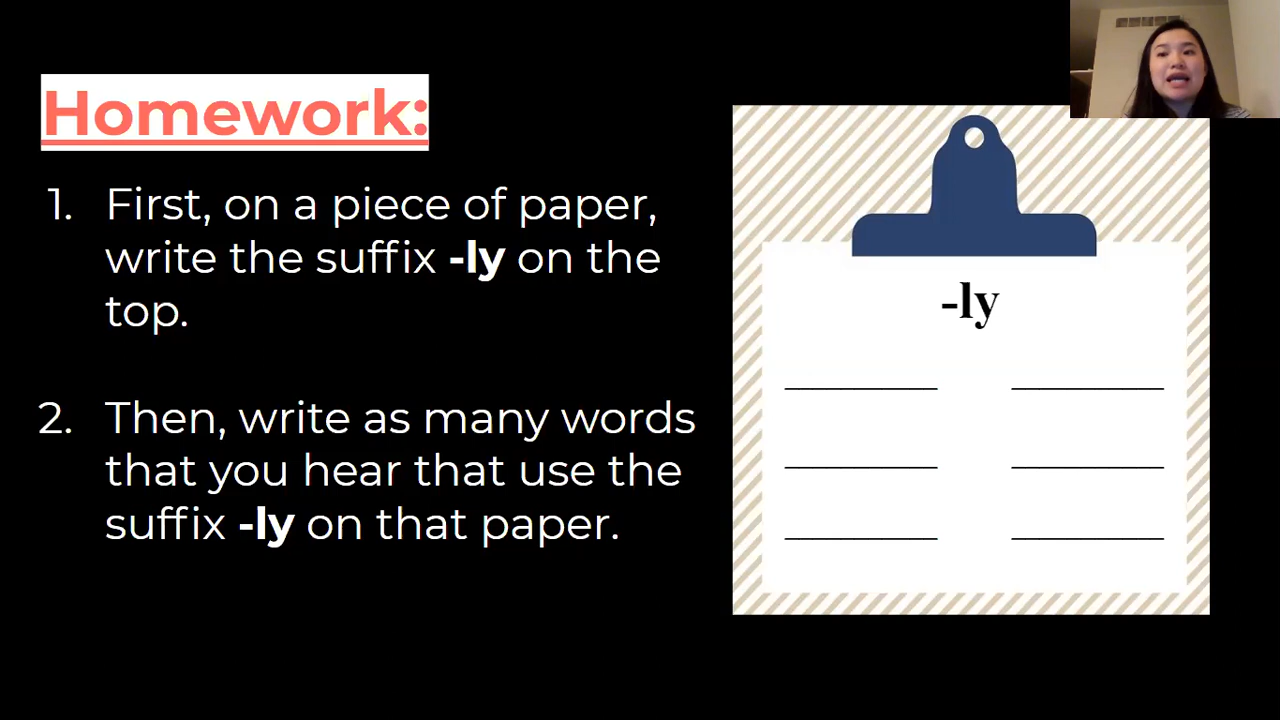 Homework:
1. First, on a piece of paper,
write the suffix -ly on the
top.
2. Then, write as many words
that you hear that use the
suffix -ly on that paper.
-ly